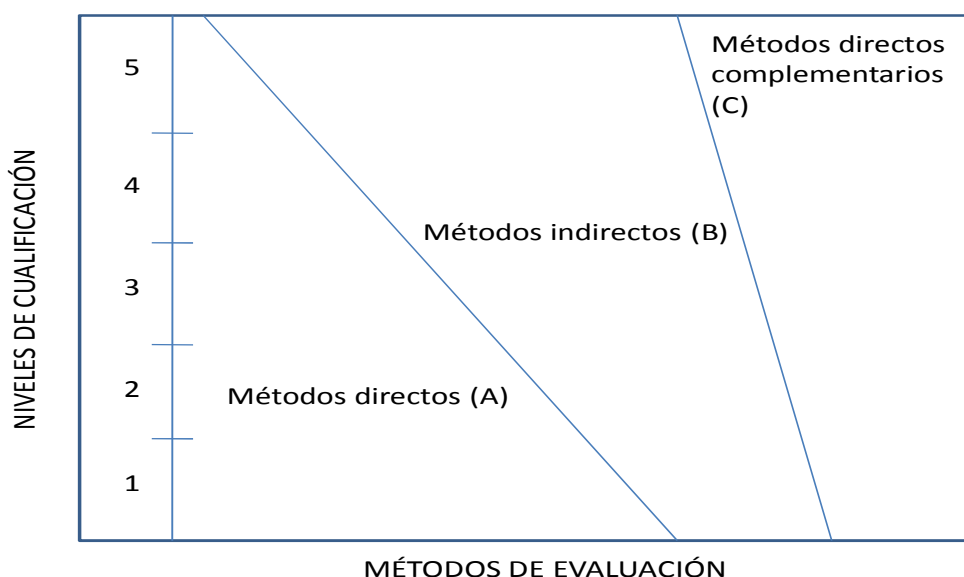 Métodos directos
complementarios
(C)
5
4
Métodos indirectos (B)
3
2
Métodos directos (A)
1
NIVELES DE CUALIFICACIÓN
MÉTODOS DE EVALUACIÓN